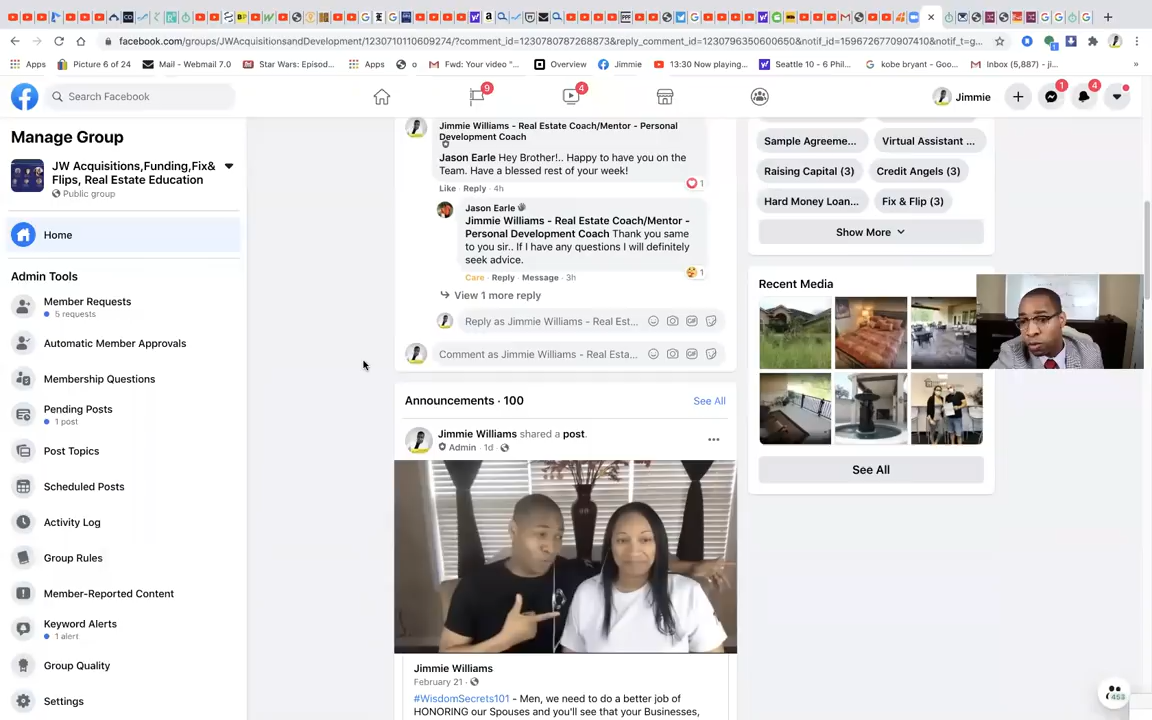 facebook.com/groups/JWAcquisitionsandDevelopment/1230710110609274/?comment_id=1230780787268873&reply_comment_id=1230796350600650&notif_id=1596726770907410&notif_t=g...
Apps
Picture 6 of 24
Mail - Webmail 7.0
Star Wars: Episod...
Apps
o
Fwd: Your video "...
Overview
Jimmie
13:30 Now playing...
Seattle 10 - 6 Phil...
kobe bryant - Goo...
Inbox (5,887) - ji...
»
Search Facebook
9
4
Jimmie
1
4
Manage Group
JW Acquisitions,Funding,Fix&
Flips, Real Estate Education
Public group
Home
Admin Tools
Member Requests
5 requests
Automatic Member Approvals
Membership Questions
Pending Posts
1 post
Post Topics
Scheduled Posts
Activity Log
Group Rules
Member-Reported Content
Keyword Alerts
1 alert
Group Quality
Settings
Jimmie Williams - Real Estate Coach/Mentor - Personal
Development Coach
Jason Earle Hey Brother!.. Happy to have you on the
Team. Have a blessed rest of your week!
1
Like · Reply · 4h
Jason Earle
Jimmie Williams - Real Estate Coach/Mentor -
Personal Development Coach Thank you same
to you sir.. If I have any questions I will definitely
seek advice.
1
Care · Reply · Message · 3h
View 1 more reply
Reply as Jimmie Williams - Real Est...
Comment as Jimmie Williams - Real Esta...
Announcements · 100
See All
Jimmie Williams shared a post.
Admin · 1d
Jimmie Williams
February 21
#WisdomSecrets101 - Men, we need to do a better job of
HONORING our Spouses and you'll see that your Businesses,
Sample Agreeme...
Virtual Assistant ...
Raising Capital (3)
Credit Angels (3)
Hard Money Loan...
Fix & Flip (3)
Show More
Recent Media
See All
453